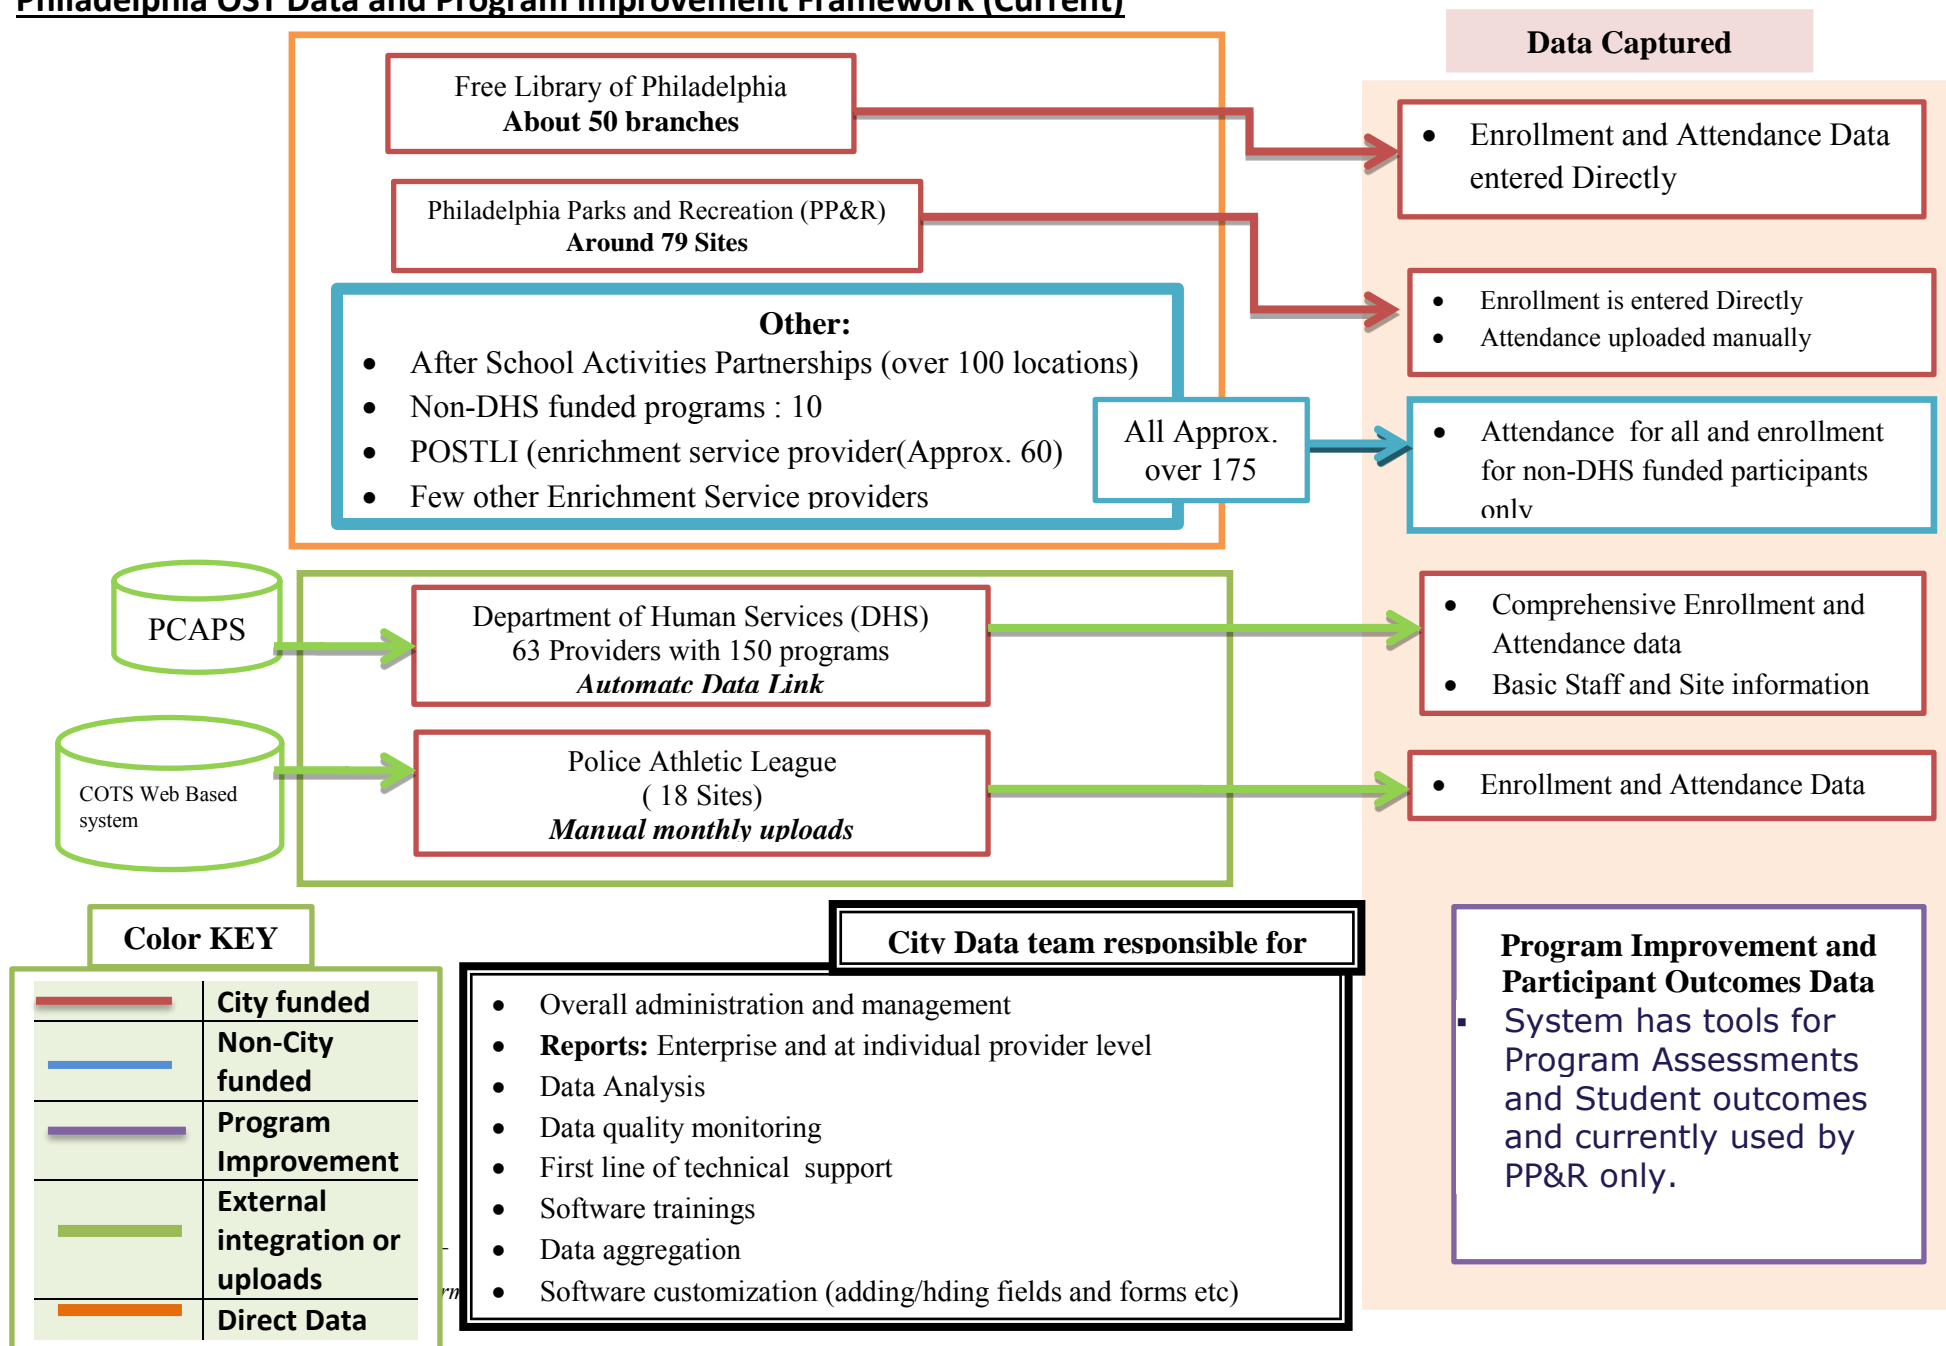 Philadelphia OST Data and Program Improvement Framework (Current)
Data Captured
Free Library of Philadelphia
About 50 branches
• Enrollment and Attendance Data
entered Directly
Philadelphia Parks and Recreation (PP&R)
Around 79 Sites
• Enrollment is entered Directly
• Attendance uploaded manually
Other:
• After School Activities Partnerships (over 100 locations)
• Non-DHS funded programs : 10
• POSTLI (enrichment service provider(Approx. 60)
• Few other Enrichment Service providers
All Approx.
over 175
• Attendance for all and enrollment
for non-DHS funded participants
only
PCAPS
Department of Human Services (DHS)
63 Providers with 150 programs
Automatc Data Link
• Comprehensive Enrollment and
Attendance data
• Basic Staff and Site information
COTS Web Based
system
Police Athletic League
( 18 Sites)
Manual monthly uploads
• Enrollment and Attendance Data
Color KEY
City funded
Non-City
funded
Program
Improvement
External
integration or
uploads
Direct Data
City Data team responsible for
• Overall administration and management
• Reports: Enterprise and at individual provider level
• Data Analysis
• Data quality monitoring
• First line of technical support
• Software trainings
• Data aggregation
• Software customization (adding/hding fields and forms etc)
Program Improvement and
Participant Outcomes Data
▪ System has tools for
Program Assessments
and Student outcomes
and currently used by
PP&R only.